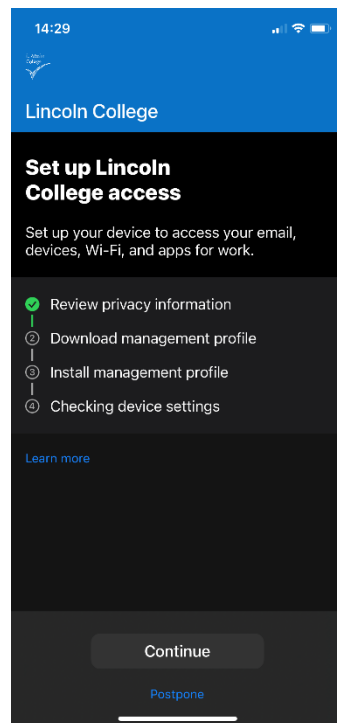 14:29
Lincoln
College
Lincoln College
Set up Lincoln
College access
Set up your device to access your email,
devices, Wi-Fi, and apps for work.
Review privacy information
2 Download management profile
3 Install management profile
4 Checking device settings
Learn more
Continue
Postpone